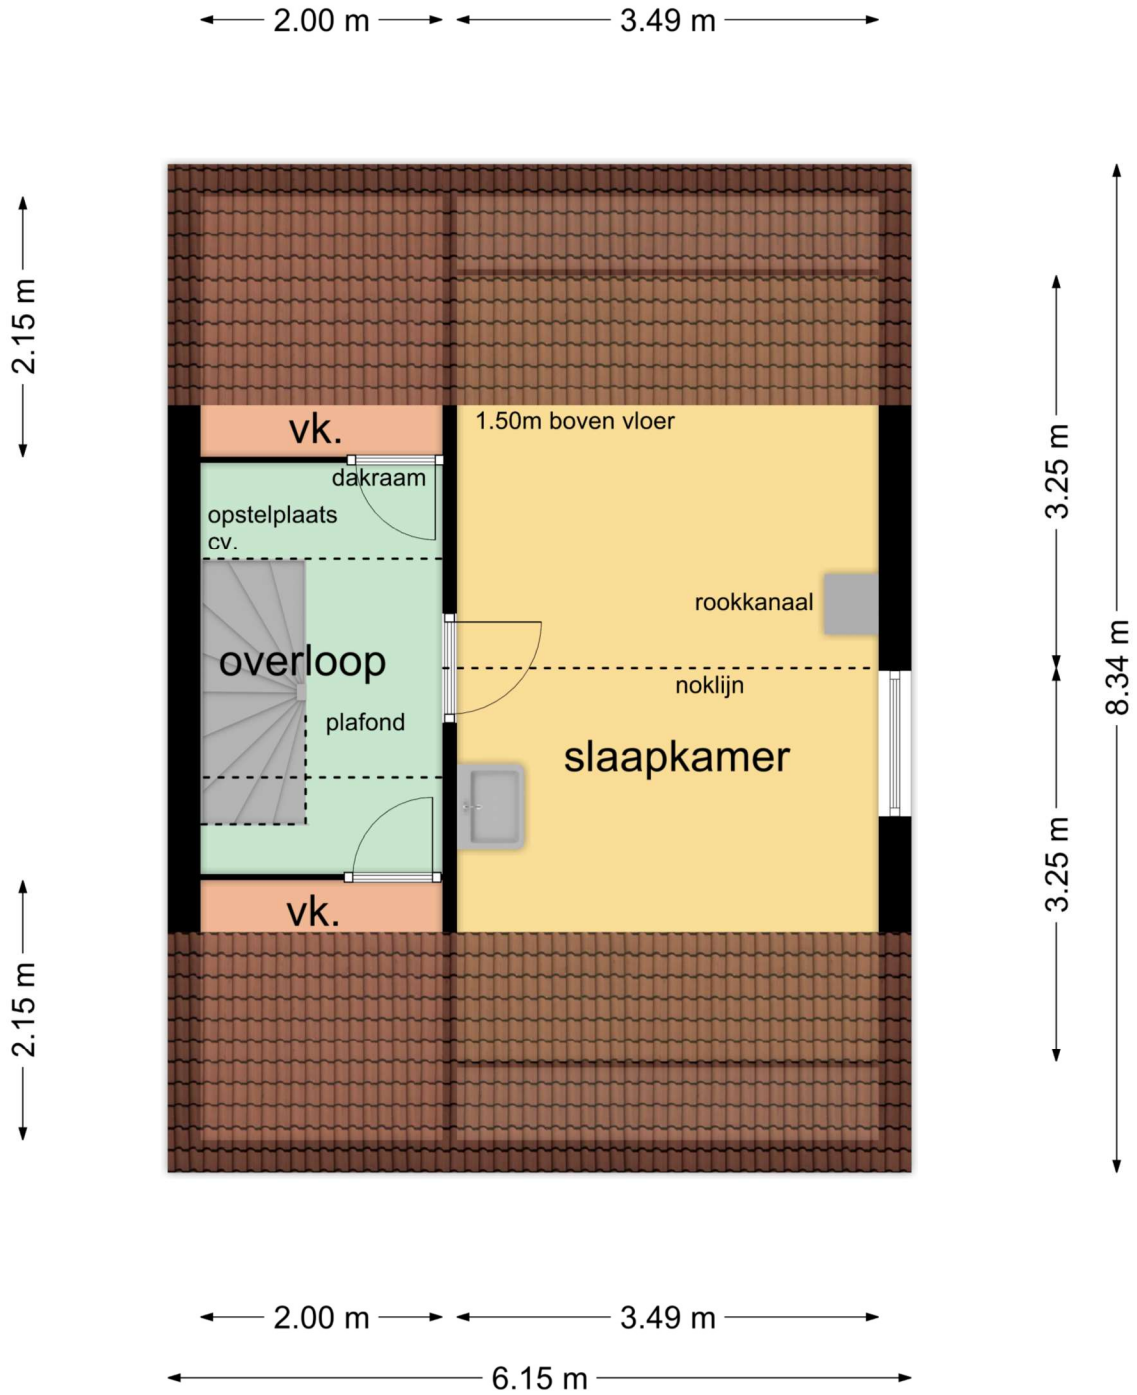 2.00 m
3.49 m
2.15 m
vk.
1.50m boven vloer
dakraam
opstelplaats
cv.
3.25 m
rookkanaal
overloop
noklijn
8.34 m
plafond
slaapkamer
3.25 m
vk.
2.15 m
2.00 m
3.49 m
6.15 m